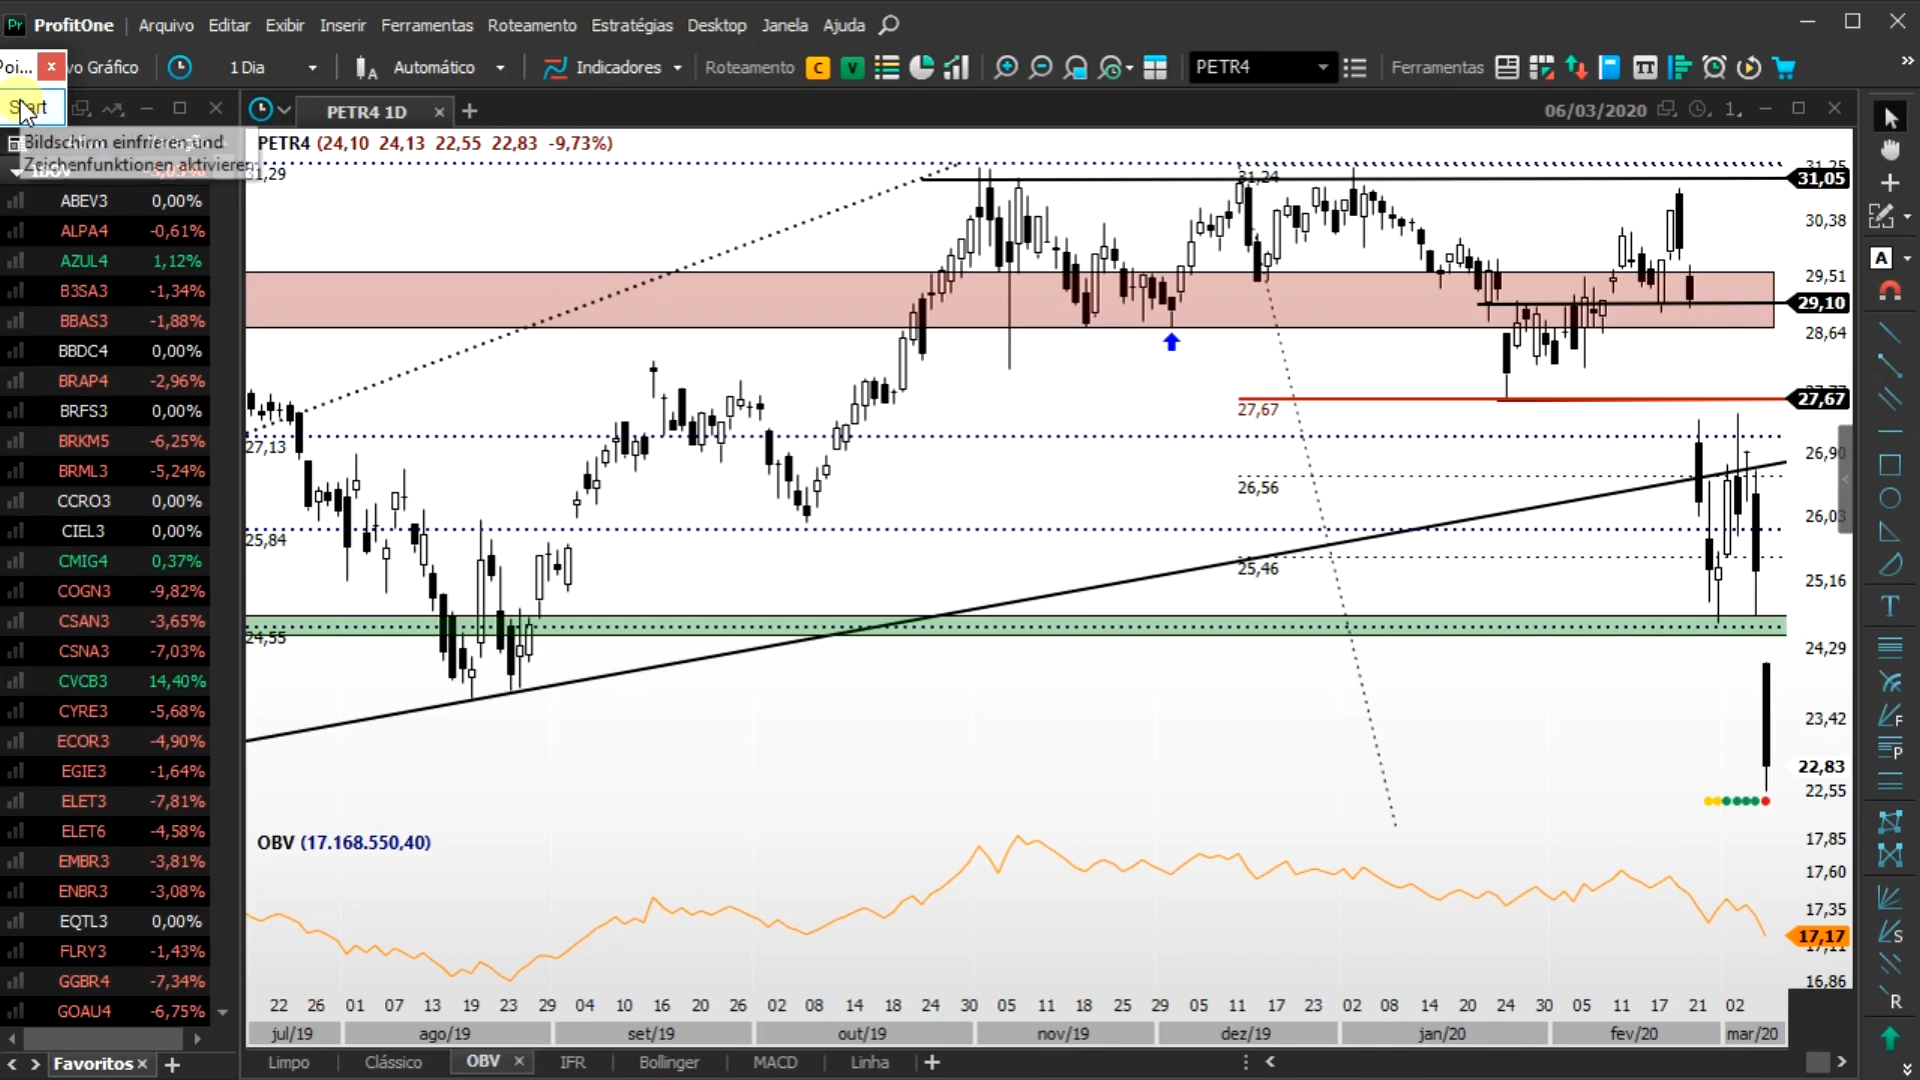 ProfitOne Arquivo Editar Exibir Inserir Ferramentas Roteamento Estratégias Desktop Janela Ajuda
Poi... x vo Gráfico 1 Dia Automático Indicadores Roteamento C V PETR4 Ferramentas
Start
PETR4 1D
06/03/2020
Bildschirm einfrieren und
Zeichenfunktionen aktivieren
PETR4 (24,10 24,13 22,55 22,83 -9,73%)
ABEV3 0,00%
ALPA4 -0,61%
AZUL4 1,12%
B3SA3 -1,34%
BBAS3 -1,88%
BBDC4 0,00%
BRAP4 -2,96%
BRFS3 0,00%
BRKM5 -6,25%
BRML3 -5,24%
CCRO3 0,00%
CIEL3 0,00%
CMIG4 0,37%
COGN3 -9,82%
CSAN3 -3,65%
CSNA3 -7,03%
CVCB3 14,40%
CYRE3 -5,68%
ECOR3 -4,90%
EGIE3 -1,64%
ELET3 -7,81%
ELET6 -4,58%
EMBR3 -3,81%
ENBR3 -3,08%
EQTL3 0,00%
FLRY3 -1,43%
GGBR4 -7,34%
GOAU4 -6,75%
Favoritos
31,29
27,13
25,84
24,55
31,24
27,67
26,56
25,46
31,25
31,05
30,38
29,51
29,10
28,64
27,67
26,90
26,03
25,16
24,29
23,42
22,83
22,55
OBV (17.168.550,40)
17,85
17,60
17,35
17,17
17,11
16,86
22 26 01 07 13 19 23 29 04 10 16 20 26 02 08 14 18 24 30 05 11 18 25 29 05 11 17 23 02 08 14 20 24 30 05 11 17 21 02
jul/19 ago/19 set/19 out/19 nov/19 dez/19 jan/20 fev/20 mar/20
Limpo Clássico OBV IFR Bollinger MACD Linha